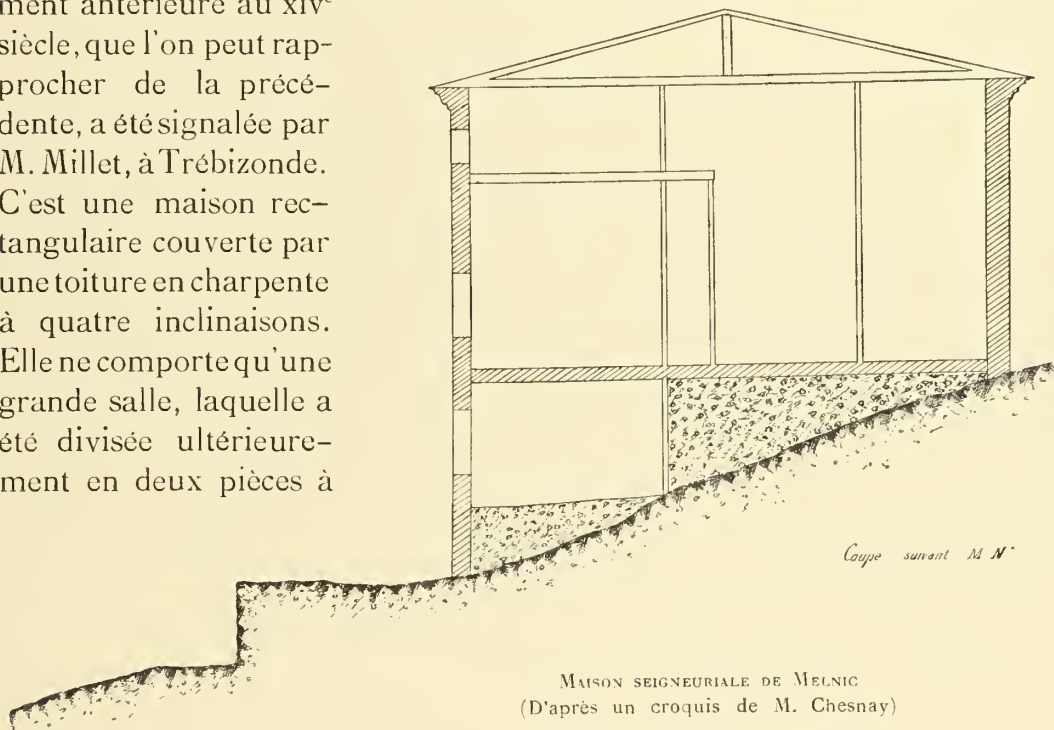 ment antérieure au XIVe
siècle, que l'on peut rap-
procher de la précé-
dente, a été signalée par
M. Millet, à Trébizonde.
C'est une maison rec-
tangulaire couverte par
une toiture en charpente
à quatre inclinaisons.
Elle ne comporte qu'une
grande salle, laquelle a
été divisée ultérieure-
ment en deux pièces à
Coupe suivant M N
MAISON SEIGNEURIALE DE MELNIC
(D'après un croquis de M. Chesnay)